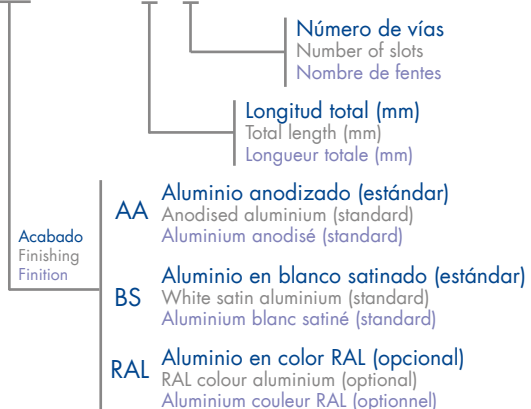 Número de vías
Number of slots
Nombre de fentes
Longitud total (mm)
Total length (mm)
Longueur totale (mm)
Acabado
Finishing
Finition
AA
Aluminio anodizado (estándar)
Anodised aluminium (standard)
Aluminium anodisé (standard)
BS
Aluminio en blanco satinado (estándar)
White satin aluminium (standard)
Aluminium blanc satiné (standard)
RAL
Aluminio en color RAL (opcional)
RAL colour aluminium (optional)
Aluminium couleur RAL (optionnel)